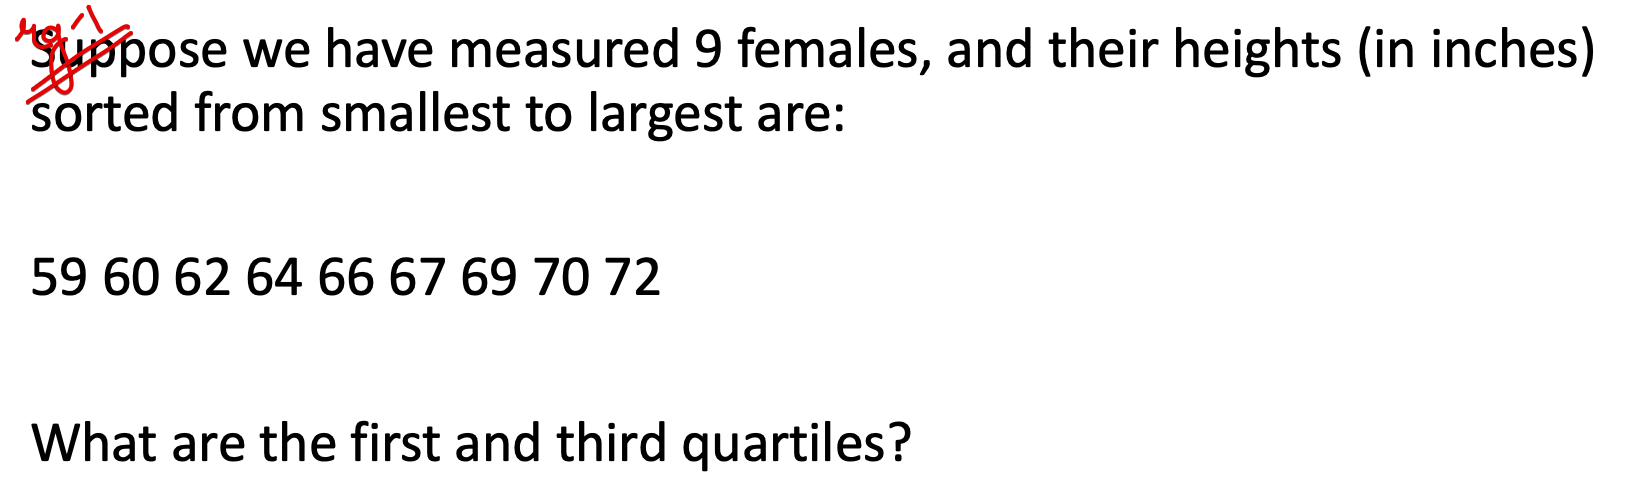 Suppose we have measured 9 females, and their heights (in inches)
sorted from smallest to largest are:
59 60 62 64 66 67 69 70 72
What are the first and third quartiles?